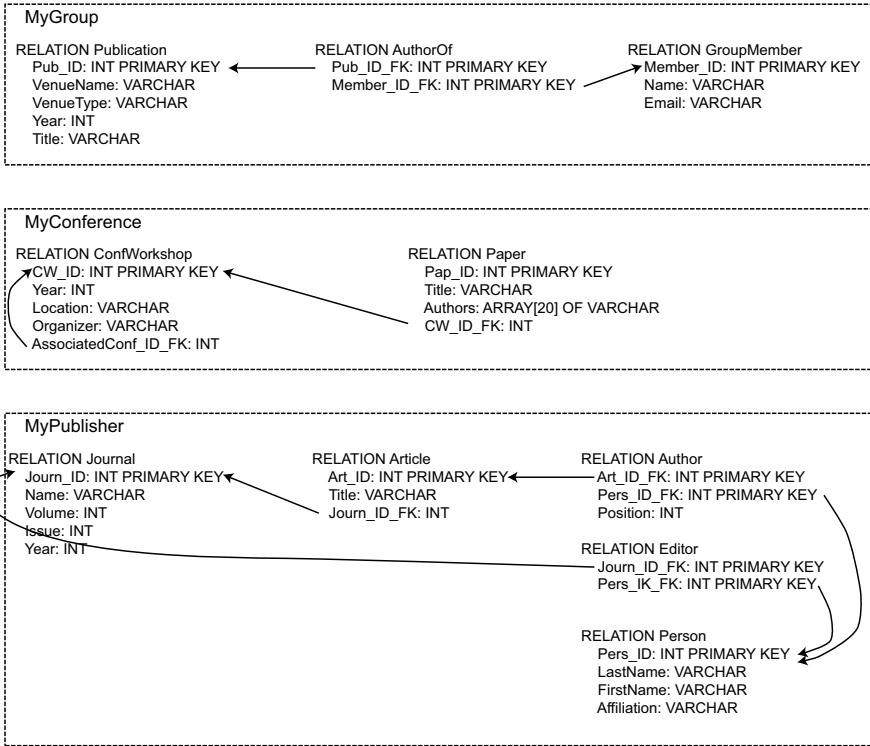 MyGroup
RELATION Publication
Pub_ID: INT PRIMARY KEY
VenueName: VARCHAR
VenueType: VARCHAR
Year: INT
Title: VARCHAR
RELATION AuthorOf
Pub_ID_FK: INT PRIMARY KEY
Member_ID_FK: INT PRIMARY KEY
RELATION GroupMember
Member_ID: INT PRIMARY KEY
Name: VARCHAR
Email: VARCHAR
MyConference
RELATION ConfWorkshop
CW_ID: INT PRIMARY KEY
Year: INT
Location: VARCHAR
Organizer: VARCHAR
AssociatedConf_ID_FK: INT
RELATION Paper
Pap_ID: INT PRIMARY KEY
Title: VARCHAR
Authors: ARRAY[20] OF VARCHAR
CW_ID_FK: INT
MyPublisher
RELATION Journal
Journ_ID: INT PRIMARY KEY
Name: VARCHAR
Volume: INT
Issue: INT
Year: INT
RELATION Article
Art_ID: INT PRIMARY KEY
Title: VARCHAR
Journ_ID_FK: INT
RELATION Author
Art_ID_FK: INT PRIMARY KEY
Pers_ID_FK: INT PRIMARY KEY
Position: INT
RELATION Editor
Journ_ID_FK: INT PRIMARY KEY
Pers_IK_FK: INT PRIMARY KEY
RELATION Person
Pers_ID: INT PRIMARY KEY
LastName: VARCHAR
FirstName: VARCHAR
Affiliation: VARCHAR